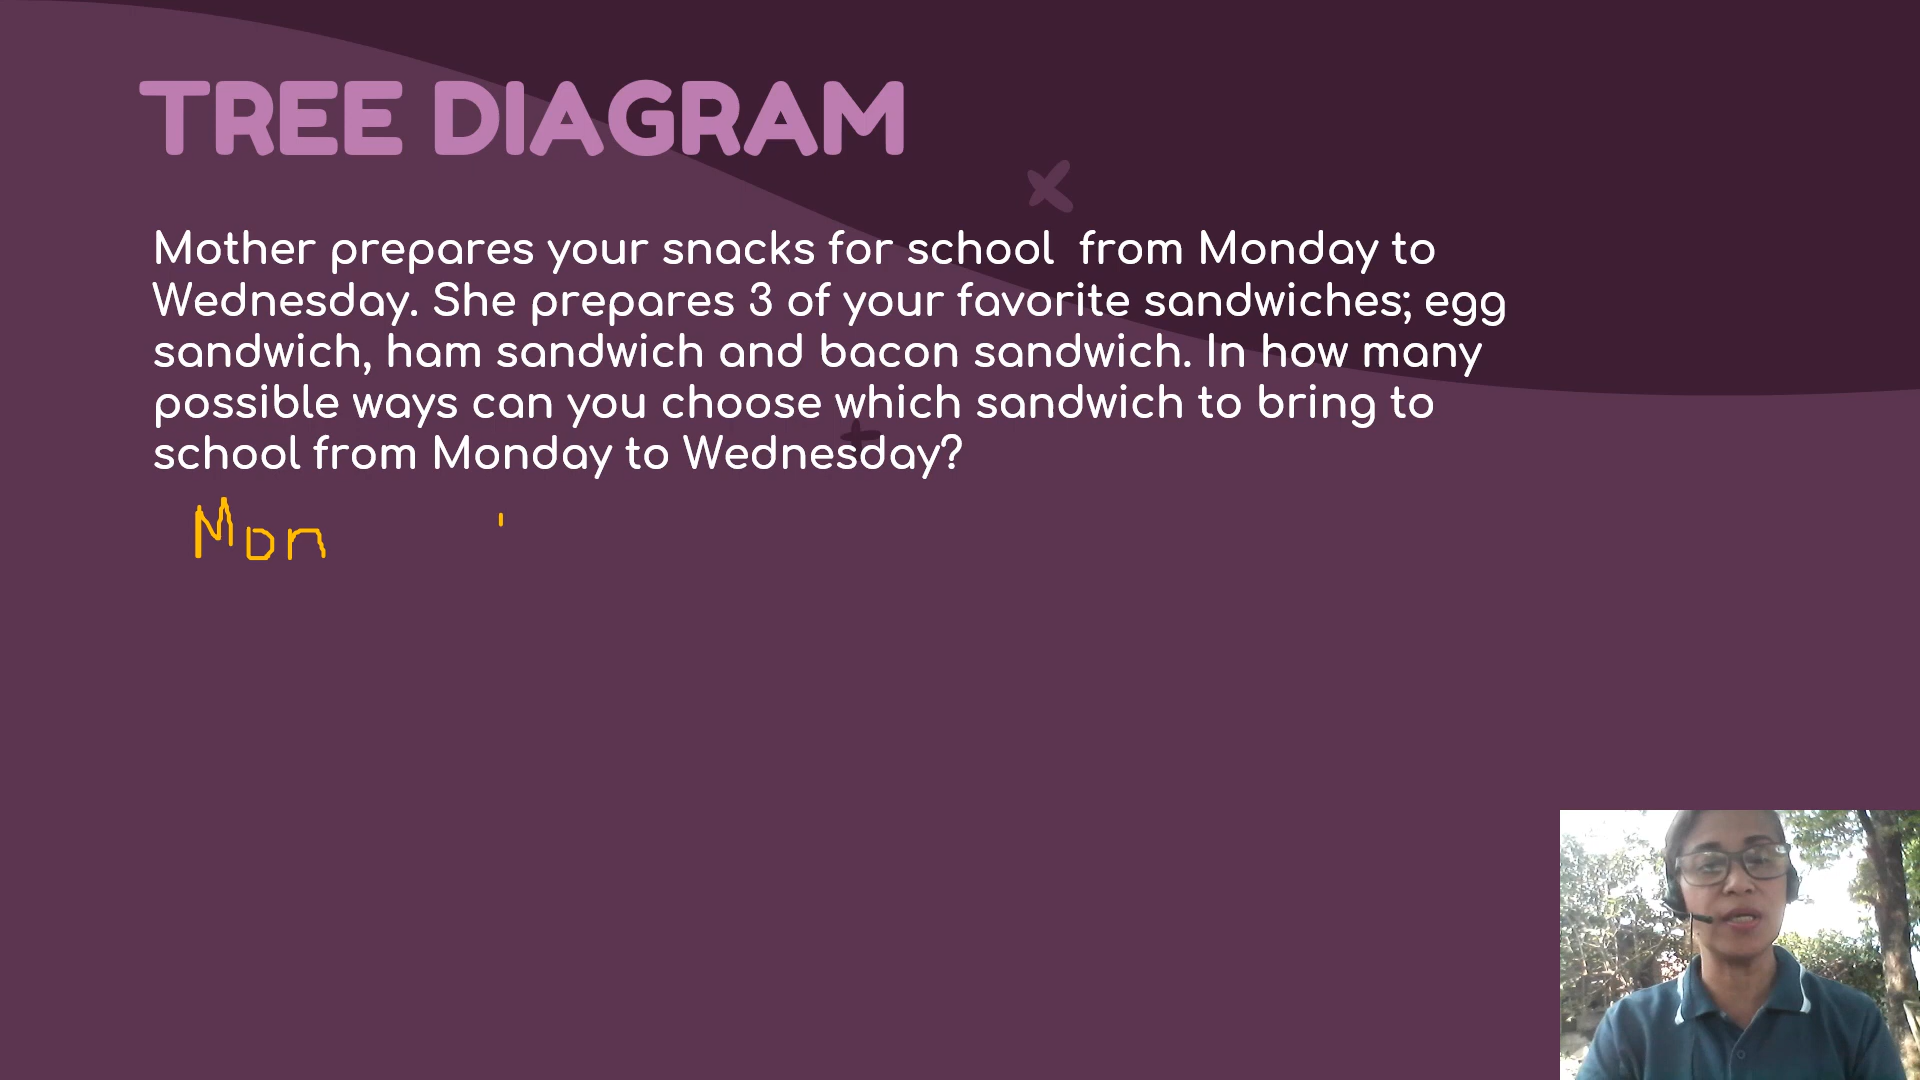 TREE DIAGRAM
Mother prepares your snacks for school from Monday to
Wednesday. She prepares 3 of your favorite sandwiches; egg
sandwich, ham sandwich and bacon sandwich. In how many
possible ways can you choose which sandwich to bring to
school from Monday to Wednesday?
Mon